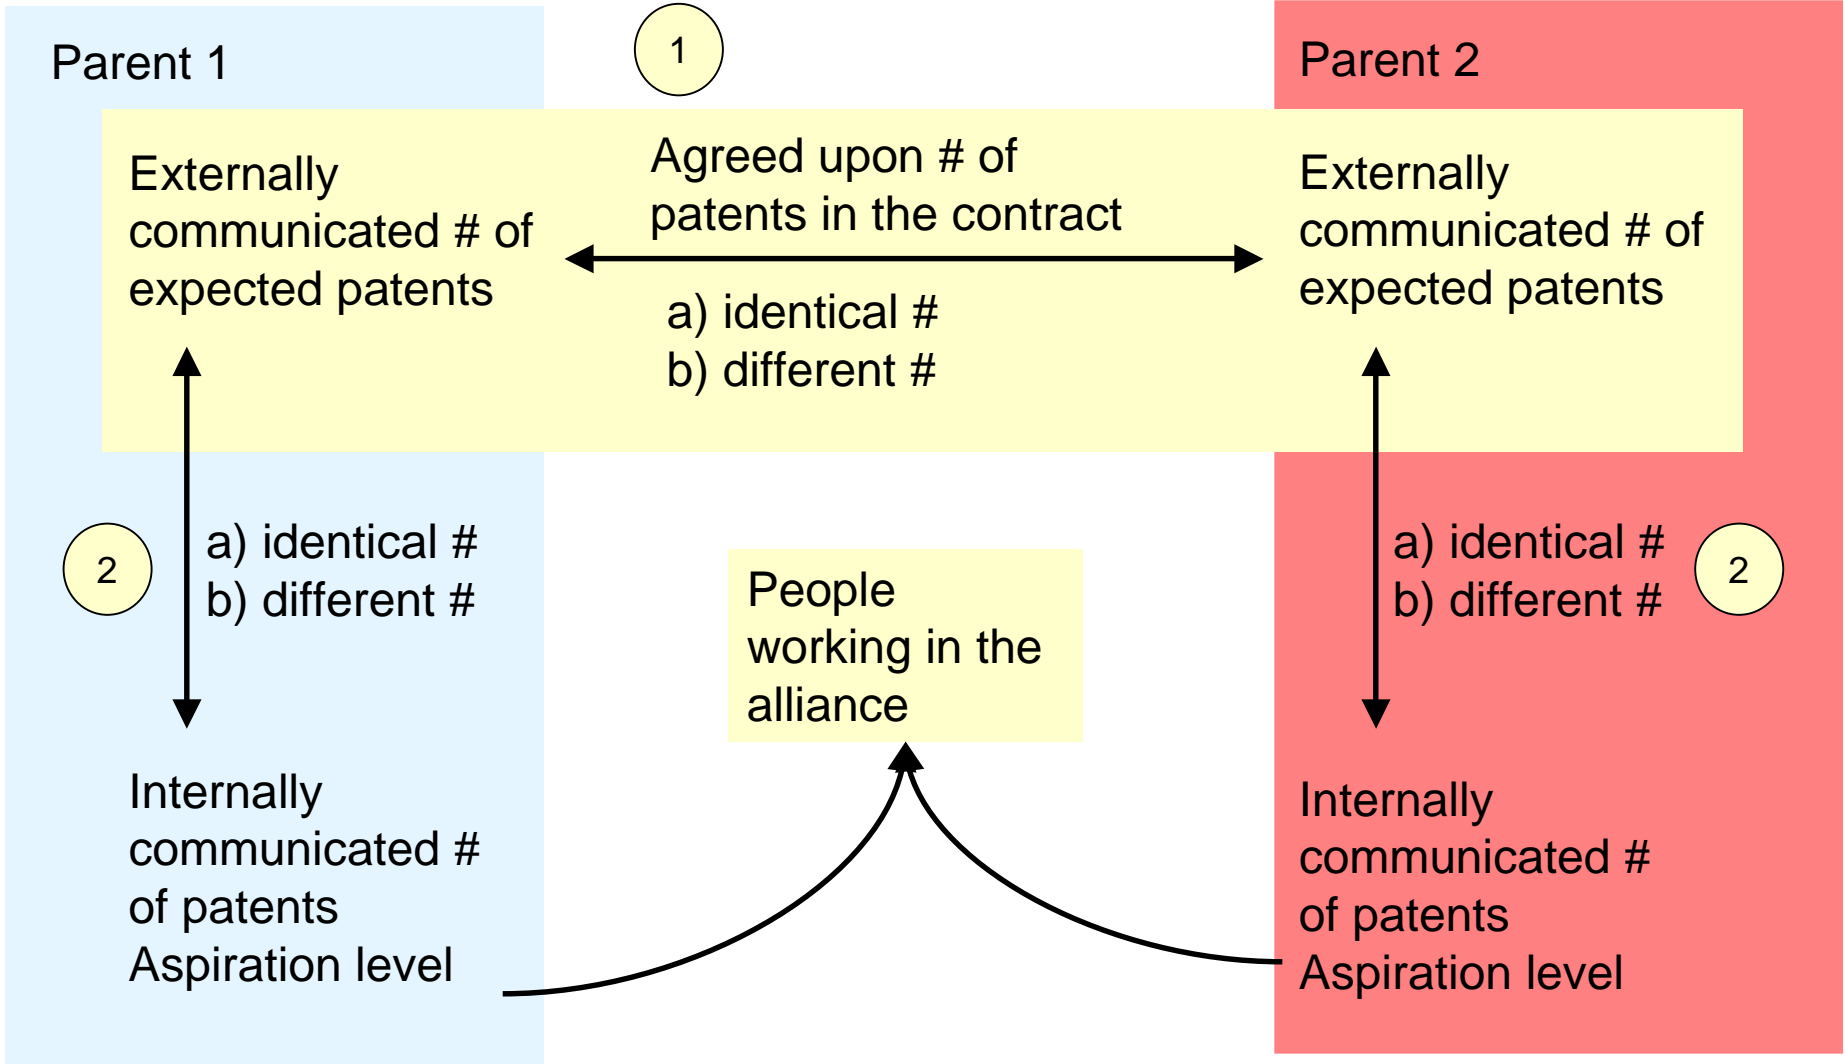 Parent 1
1
Parent 2
Externally
communicated # of
expected patents
Agreed upon # of
patents in the contract
a) identical #
b) different #
Externally
communicated # of
expected patents
2
a) identical #
b) different #
People
working in the
alliance
a) identical #
b) different #
2
Internally
communicated #
of patents
Aspiration level
Internally
communicated #
of patents
Aspiration level